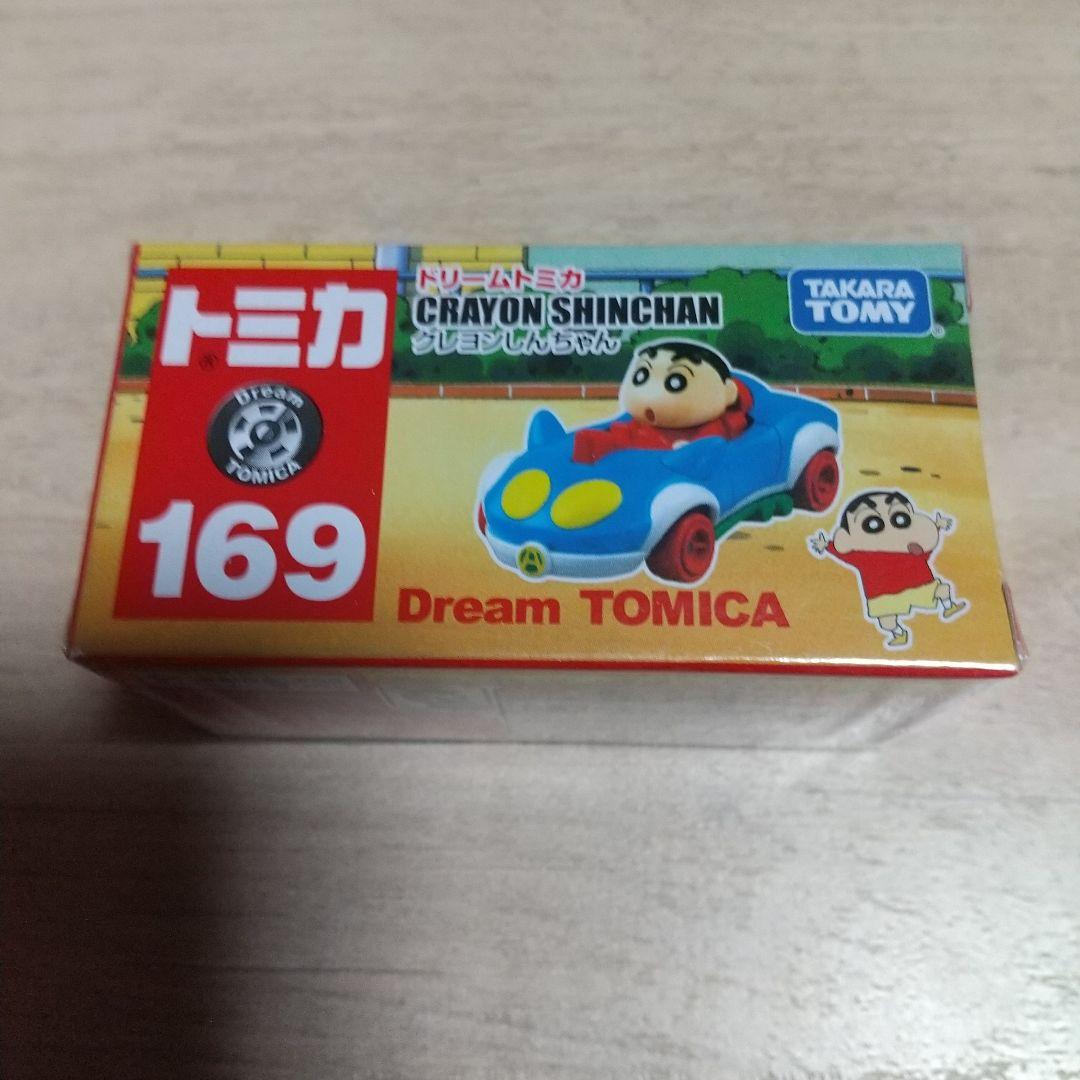 トミカ
Dream
TOMICA
169
ドリームトミカ
CRAYON SHINCHAN
クレヨンしんちゃん
TAKARA
TOMY
A
Dream TOMICA